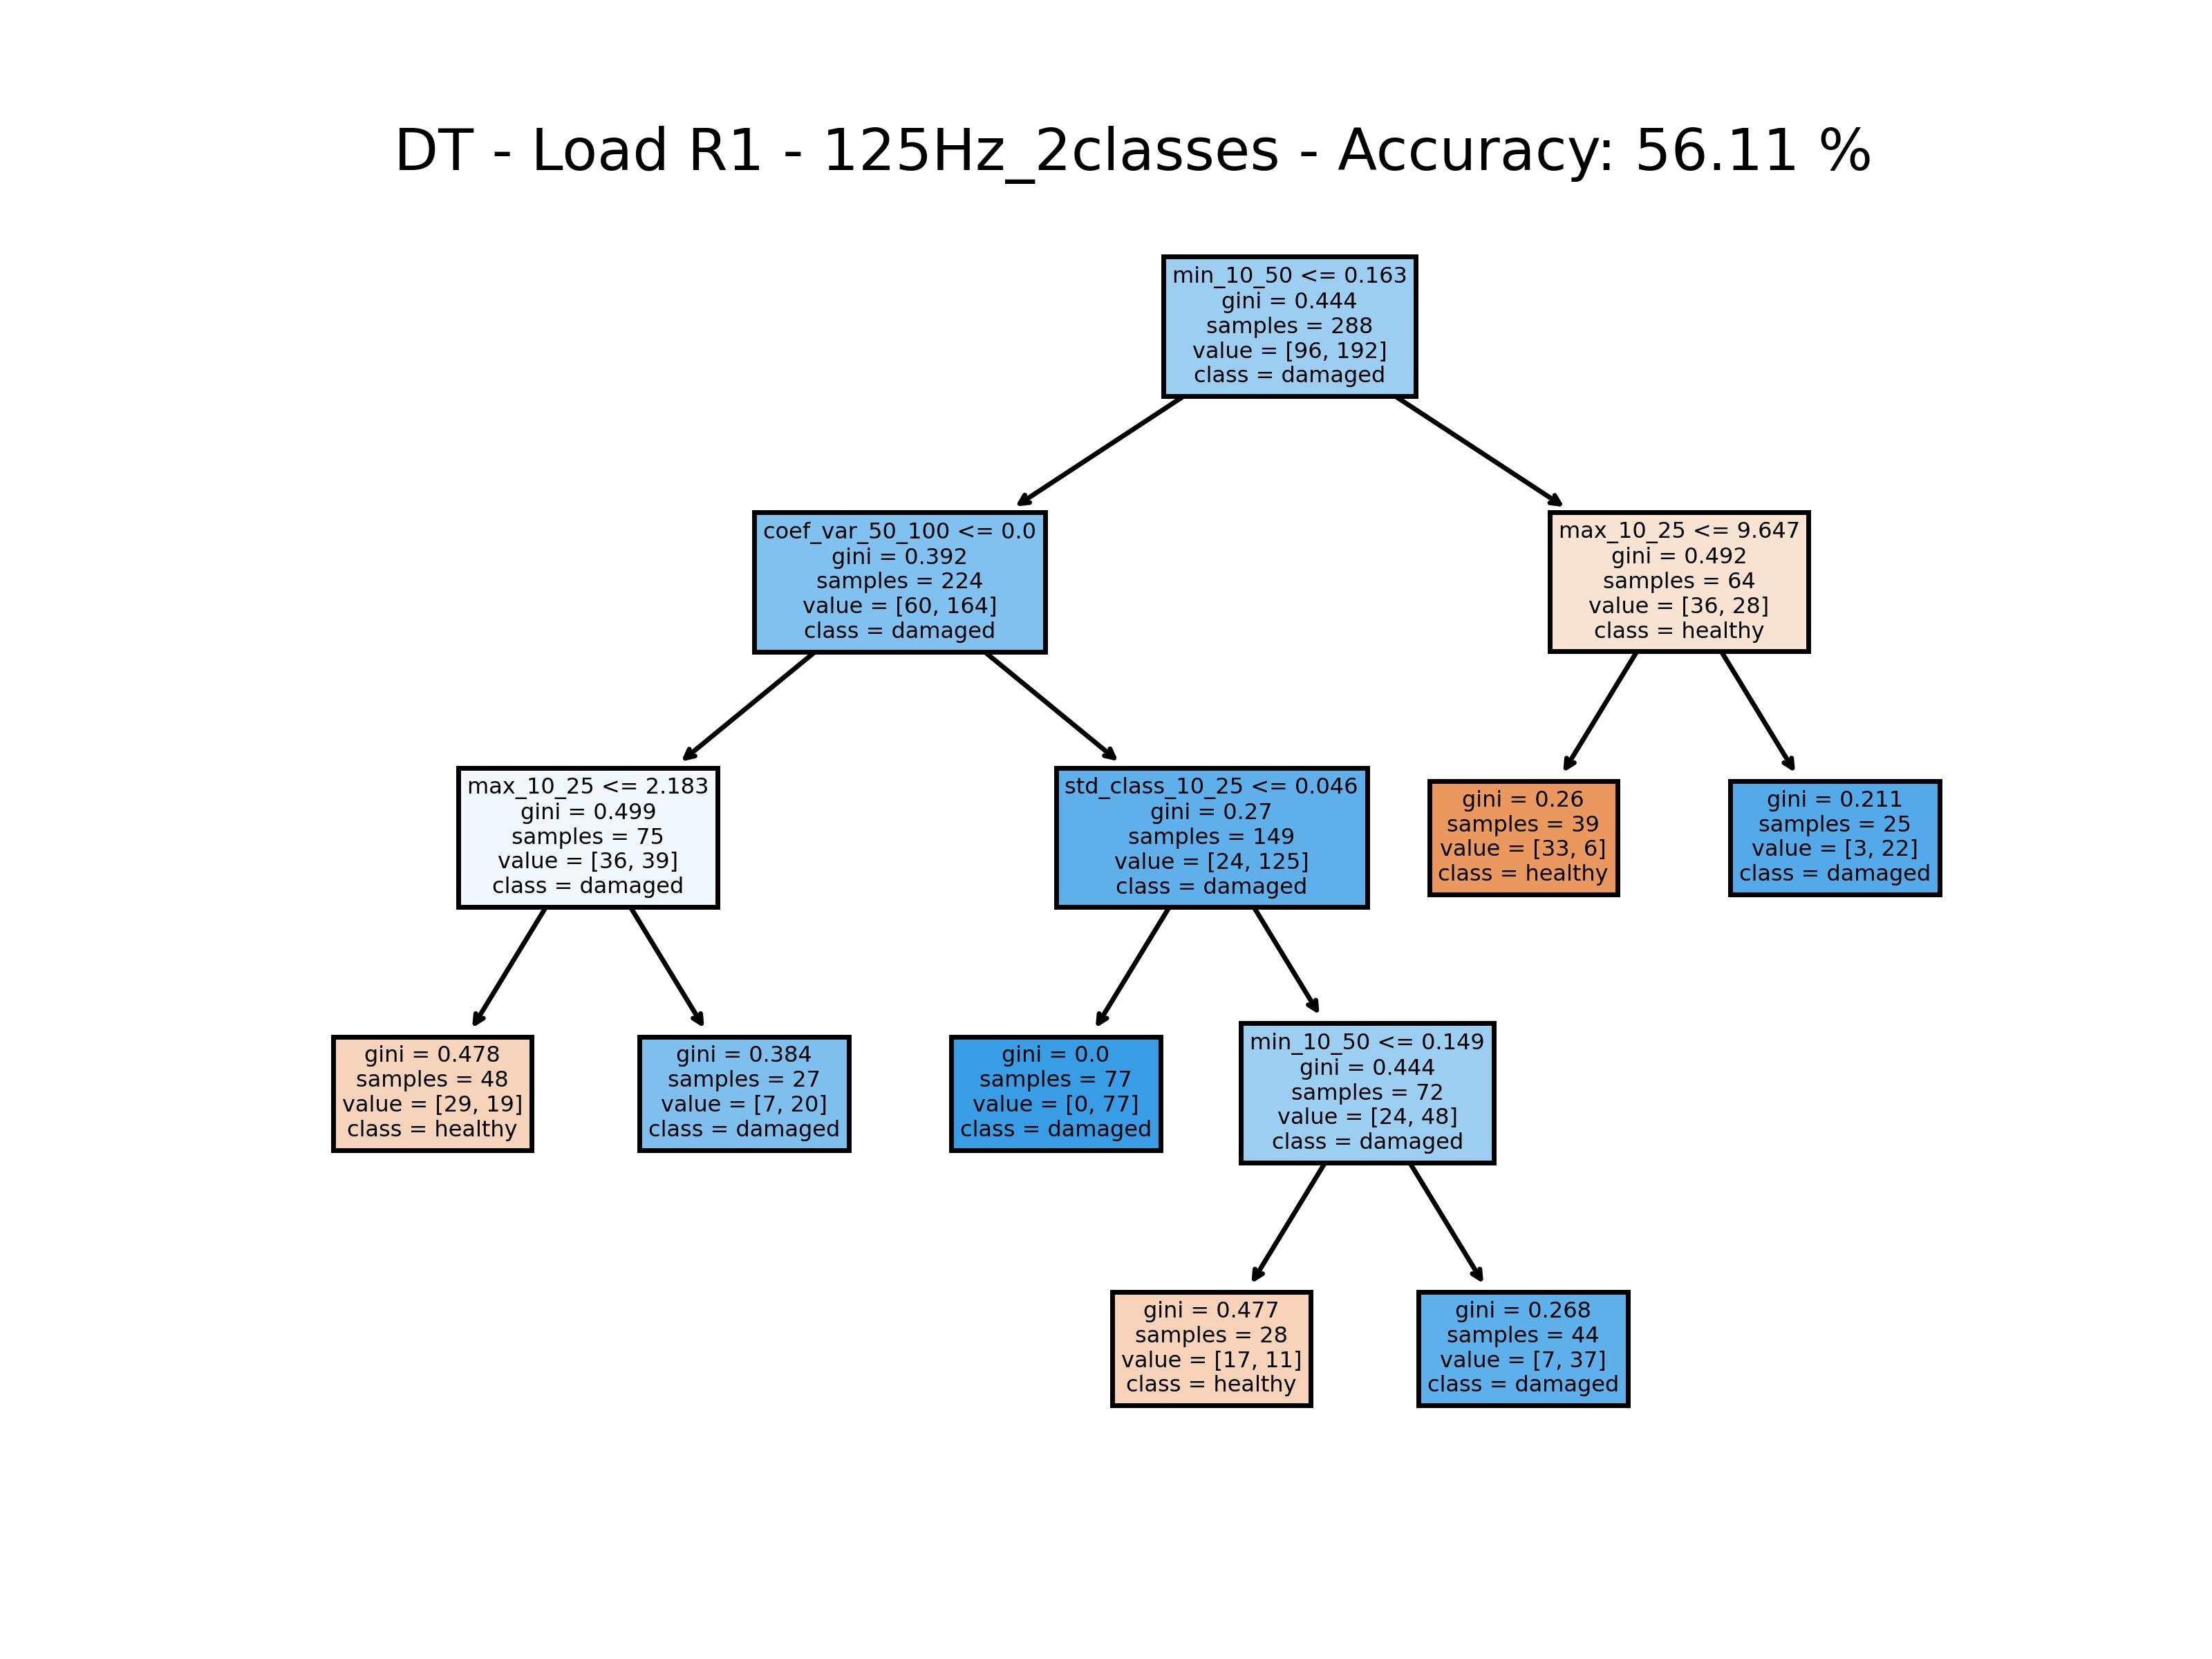 DT - Load R1 - 125Hz_2classes - Accuracy: 56.11 %
min_10_50 <= 0.163
gini = 0.444
samples = 288
value = [96, 192]
class = damaged
coef_var_50_100 <= 0.0
gini = 0.392
samples = 224
value = [60, 164]
class = damaged
max_10_25 <= 9.647
gini = 0.492
samples = 64
value = [36, 28]
class = healthy
max_10_25 <= 2.183
gini = 0.499
samples = 75
value = [36, 39]
class = damaged
std_class_10_25 <= 0.046
gini = 0.27
samples = 149
value = [24, 125]
class = damaged
gini = 0.26
samples = 39
value = [33, 6]
class = healthy
gini = 0.211
samples = 25
value = [3, 22]
class = damaged
gini = 0.478
samples = 48
value = [29, 19]
class = healthy
gini = 0.384
samples = 27
value = [7, 20]
class = damaged
gini = 0.0
samples = 77
value = [0, 77]
class = damaged
min_10_50 <= 0.149
gini = 0.444
samples = 72
value = [24, 48]
class = damaged
gini = 0.477
samples = 28
value = [17, 11]
class = healthy
gini = 0.268
samples = 44
value = [7, 37]
class = damaged